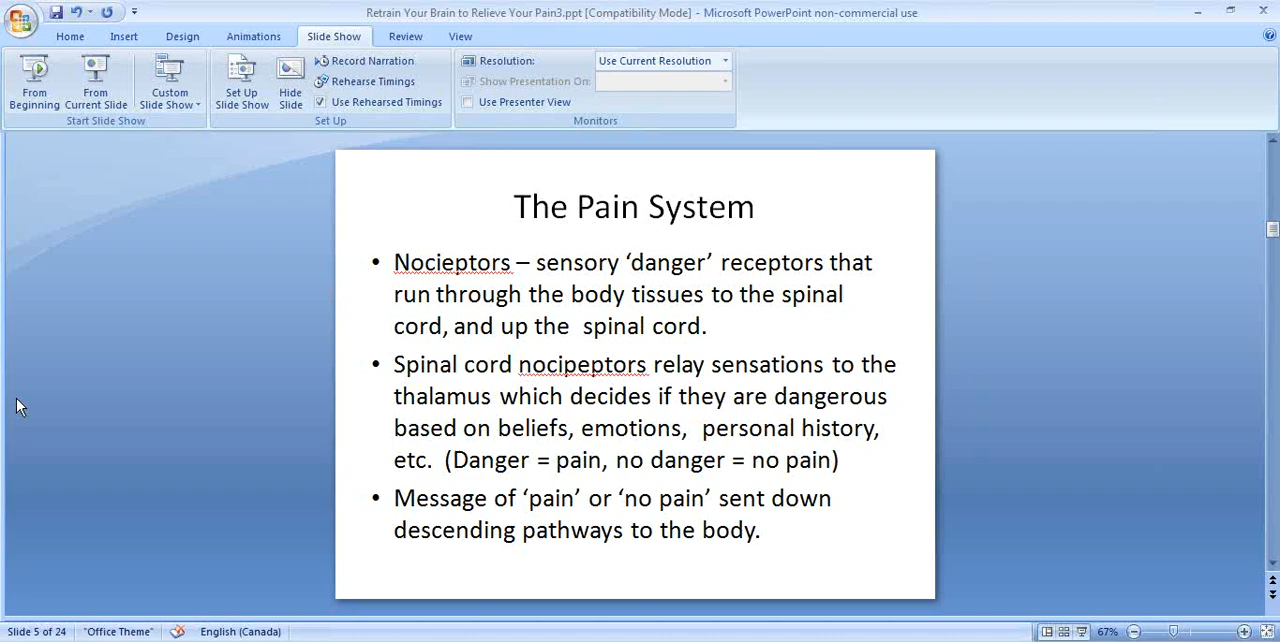 Retrain Your Brain to Relieve Your Pain3.ppt [Compatibility Mode] - Microsoft PowerPoint non-commercial use
Home Insert Design Animations Slide Show Review View
From Beginning
From Current Slide
Custom Slide Show
Start Slide Show
Set Up Slide Show
Hide Slide
Record Narration
Rehearse Timings
Use Rehearsed Timings
Set Up
Resolution: Use Current Resolution
Show Presentation On:
Use Presenter View
Monitors
The Pain System
• Nocieptors – sensory ‘danger’ receptors that
run through the body tissues to the spinal
cord, and up the  spinal cord.
• Spinal cord nocipeptors relay sensations to the
thalamus which decides if they are dangerous
based on beliefs, emotions,  personal history,
etc.  (Danger = pain, no danger = no pain)
• Message of ‘pain’ or ‘no pain’ sent down
descending pathways to the body.
Slide 5 of 24 "Office Theme" English (Canada) 67%